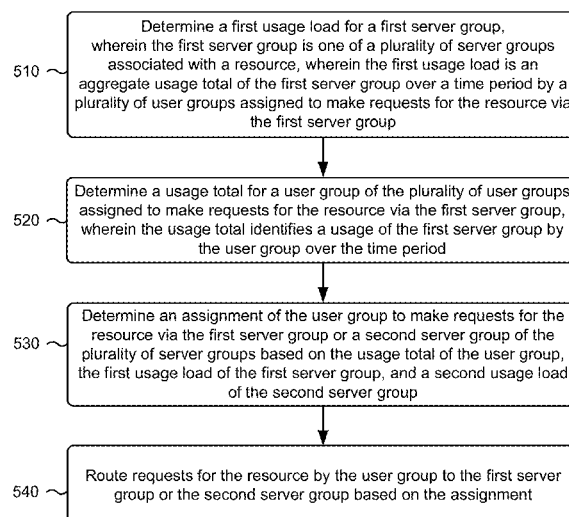 Determine a first usage load for a first server group,
wherein the first server group is one of a plurality of server groups
associated with a resource, wherein the first usage load is an
510
aggregate usage total of the first server group over a time period by a
plurality of user groups assigned to make requests for the resource via
the first server group
Determine a usage total for a user group of the plurality of user groups
520
assigned to make requests for the resource via the first server group,
wherein the usage total identifies a usage of the first server group by
the user group over the time period
Determine an assignment of the user group to make requests for the
resource via the first server group or a second server group of the
530
plurality of server groups based on the usage total of the user group,
the first usage load of the first server group, and a second usage load
of the second server group
Route requests for the resource by the user group to the first server
540
group or the second server group based on the assignment